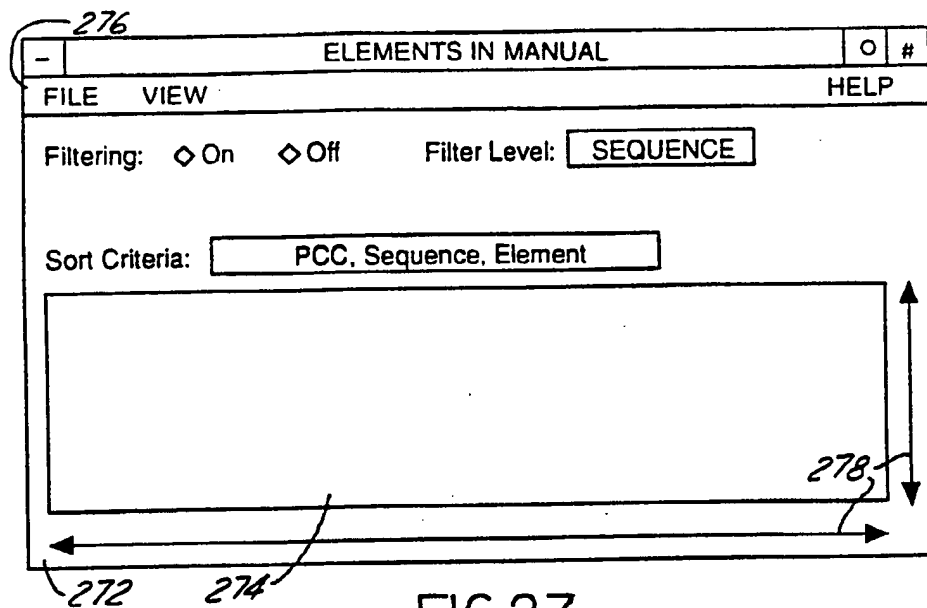 276
- ELEMENTS IN MANUAL O #
FILE VIEW HELP
Filtering: On Off Filter Level: SEQUENCE
Sort Criteria: PCC, Sequence, Element
278
272 274
FIG.27